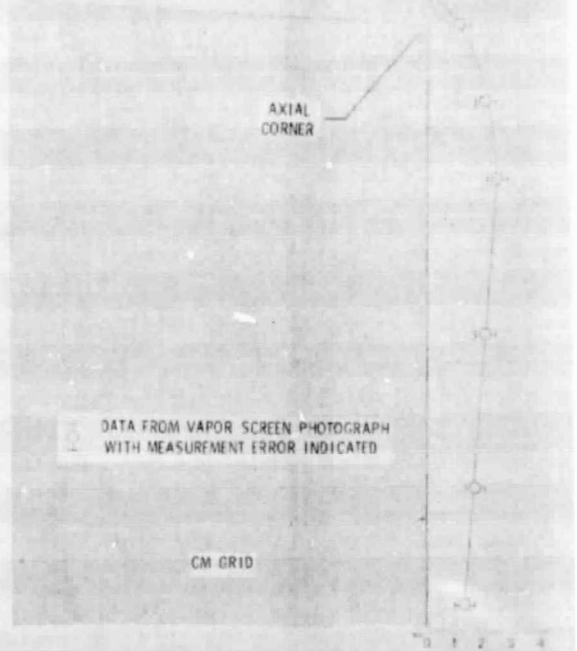 AXIAL
CORNER
DATA FROM VAPOR SCREEN PHOTOGRAPH
WITH MEASUREMENT ERROR INDICATED
CM GRID
0 1 2 3 4